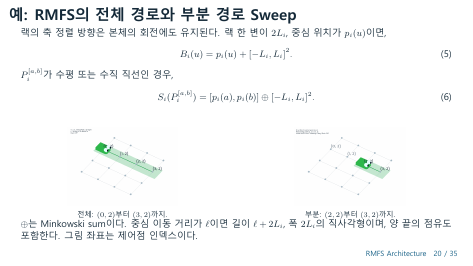 예: RMFS의 전체 경로와 부분 경로 Sweep
랙의 축 정렬 방향은 본체의 회전에도 유지된다. 랙 한 변이 $2L_i$, 중심 위치가 $p_i(u)$이면,
$B_i(u) = p_i(u) + [-L_i, L_i]^2.$ (5)
$P_i^{[a,b]}$가 수평 또는 수직 직선인 경우,
$S_i(P_i^{[a,b]}) = [p_i(a), p_i(b)] \oplus [-L_i, L_i]^2.$ (6)
전체: (0, 2)부터 (3, 2)까지.
부분: (2, 2)부터 (3, 2)까지.
⊕는 Minkowski sum이다. 중심 이동 거리가 ℓ이면 길이 $\ell + 2L_i$, 폭 $2L_i$의 직사각형이며, 양 끝의 점유도
포함한다. 그림 좌표는 제어점 인덱스이다.
RMFS Architecture 20 / 35